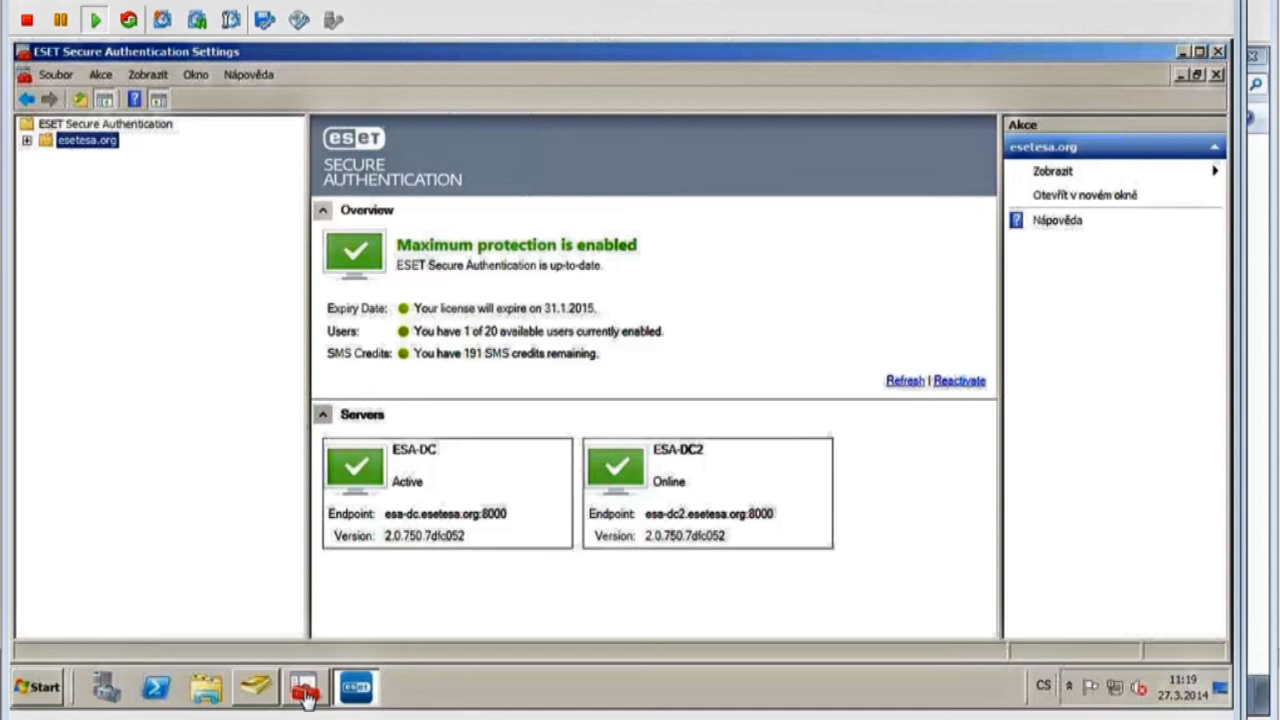 ESET Secure Authentication Settings
Soubor Akce Zobrazit Okno Nápověda
ESET Secure Authentication
esetesa.org
eseT
SECURE
AUTHENTICATION
Overview
Maximum protection is enabled
ESET Secure Authentication is up-to-date.
Expiry Date: Your license will expire on 31.1.2015.
Users: You have 1 of 20 available users currently enabled.
SMS Credits: You have 191 SMS credits remaining.
Refresh | Reactivate
Servers
ESA-DC
Active
Endpoint: esa-dc.esetesa.org:8000
Version: 2.0.750.7dfc052
ESA-DC2
Online
Endpoint: esa-dc2.esetesa.org:8000
Version: 2.0.750.7dfc052
Akce
esetesa.org
Zobrazit
Otevřít v novém okně
Nápověda
Start
eseT
CS
11:19
27.3.2014